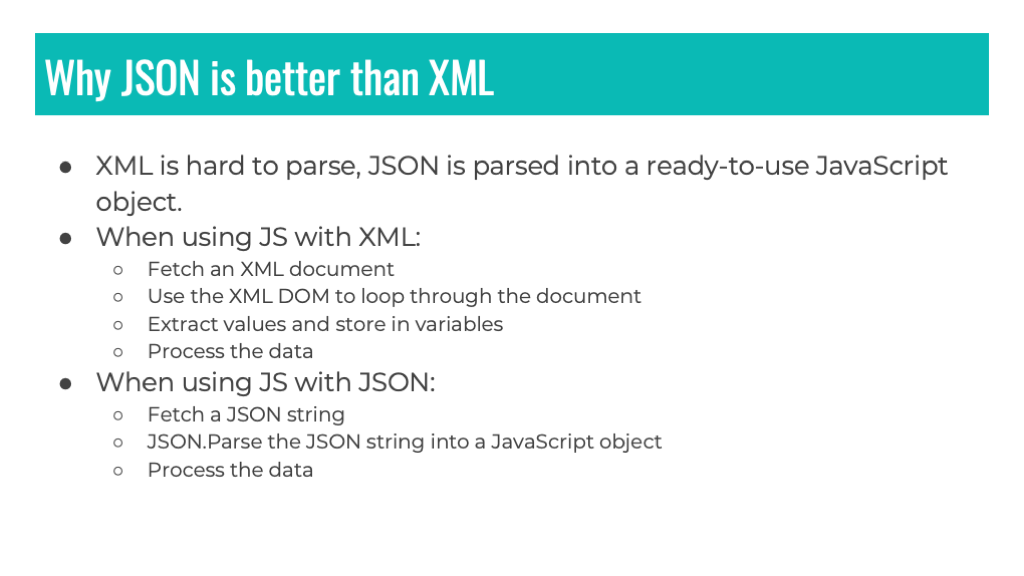 Why JSON is better than XML
● XML is hard to parse, JSON is parsed into a ready-to-use JavaScript
object.
● When using JS with XML:
○ Fetch an XML document
○ Use the XML DOM to loop through the document
○ Extract values and store in variables
○ Process the data
● When using JS with JSON:
○ Fetch a JSON string
○ JSON.Parse the JSON string into a JavaScript object
○ Process the data